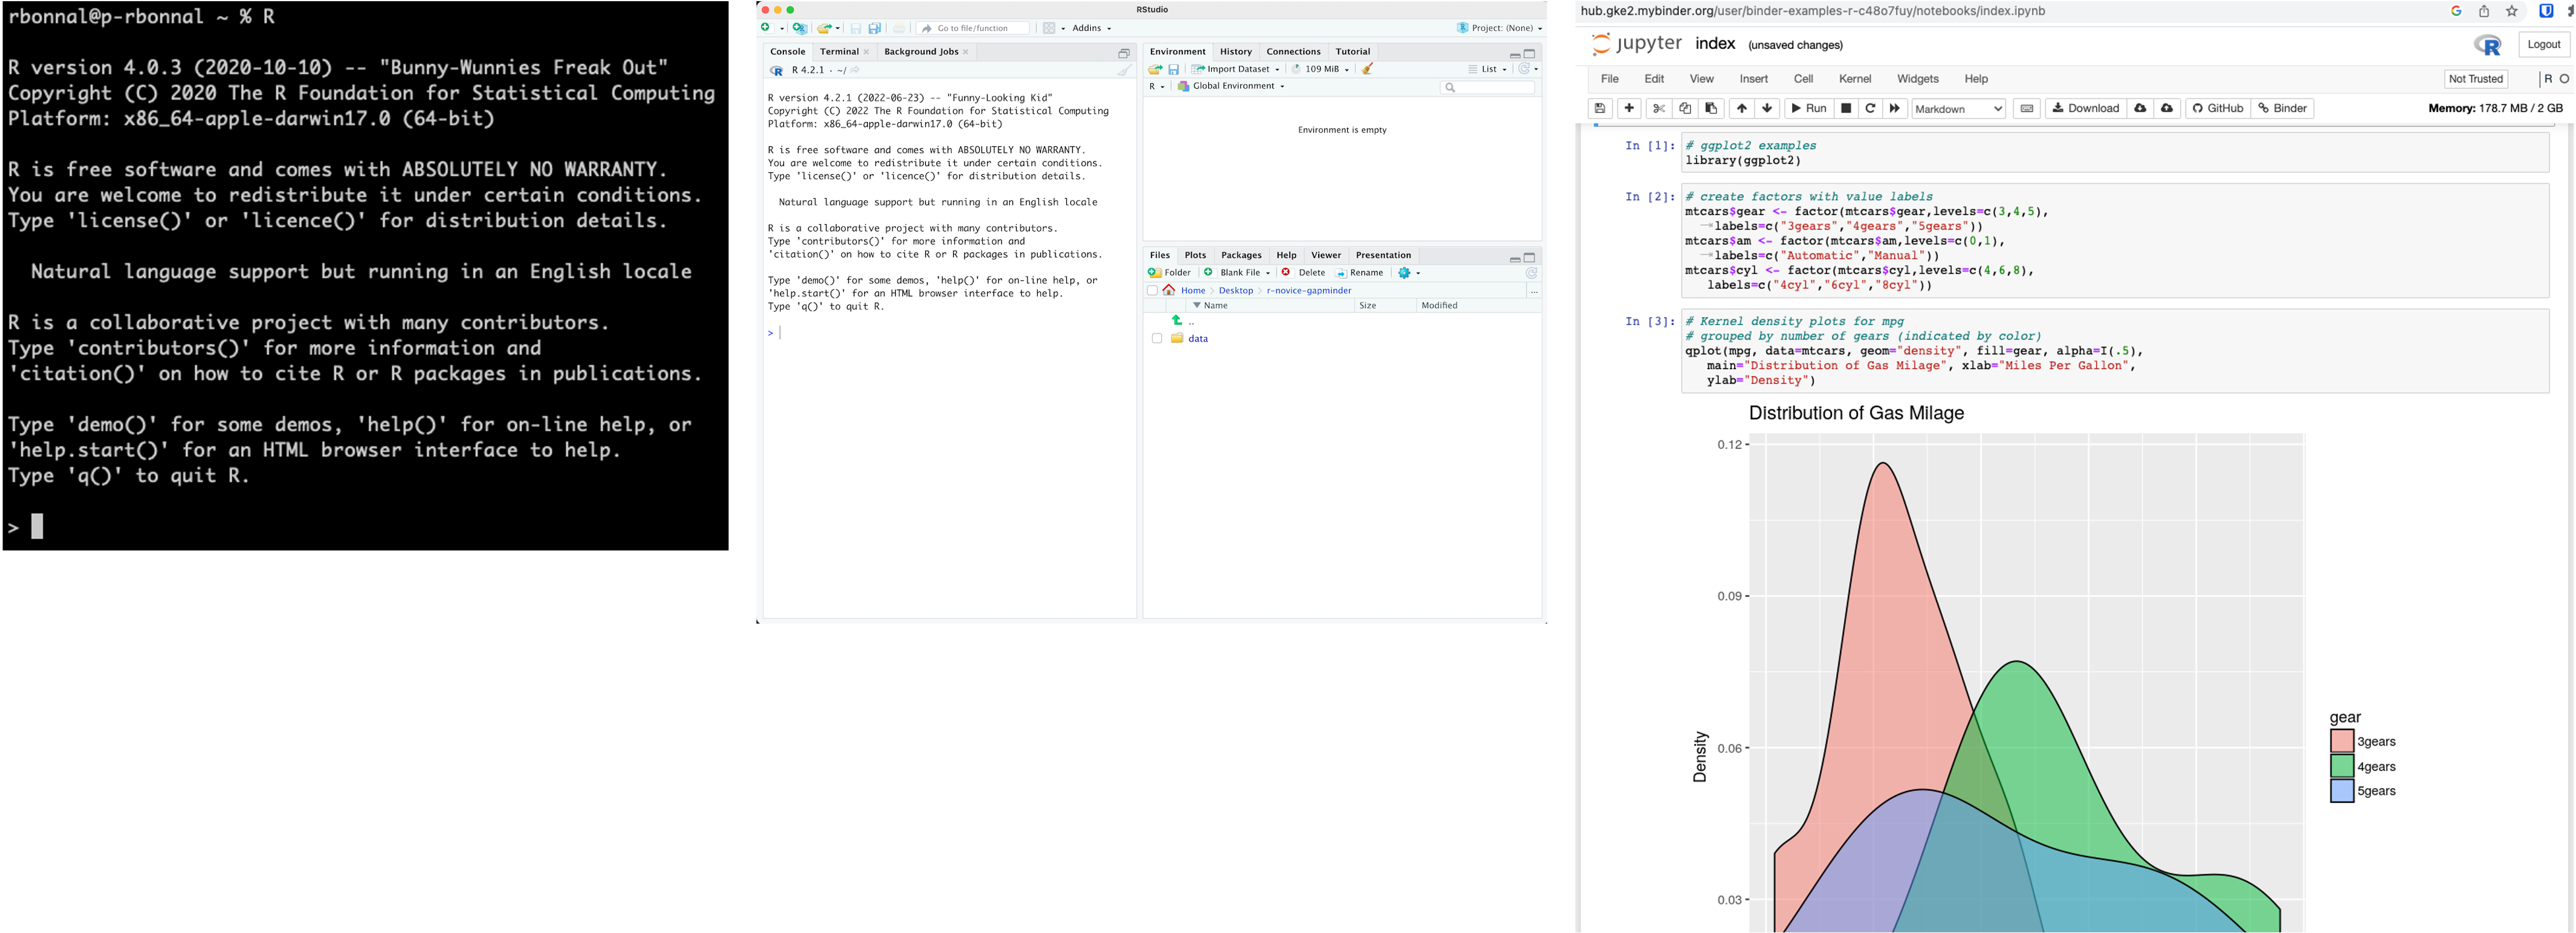 rbonnal@p-rbonnal ~ % R
R version 4.0.3 (2020-10-10) -- "Bunny-Wunnies Freak Out"
Copyright (C) 2020 The R Foundation for Statistical Computing
Platform: x86_64-apple-darwin17.0 (64-bit)
R is free software and comes with ABSOLUTELY NO WARRANTY.
You are welcome to redistribute it under certain conditions.
Type 'license()' or 'licence()' for distribution details.
Natural language support but running in an English locale
R is a collaborative project with many contributors.
Type 'contributors()' for more information and
'citation()' on how to cite R or R packages in publications.
Type 'demo()' for some demos, 'help()' for on-line help, or
'help.start()' for an HTML browser interface to help.
Type 'q()' to quit R.
>
RStudio
Go to file/function Addins Project: (None)
Console Terminal Background Jobs
R R 4.2.1 · ~/
R version 4.2.1 (2022-06-23) -- "Funny-Looking Kid"
Copyright (C) 2022 The R Foundation for Statistical Computing
Platform: x86_64-apple-darwin17.0 (64-bit)
R is free software and comes with ABSOLUTELY NO WARRANTY.
You are welcome to redistribute it under certain conditions.
Type 'license()' or 'licence()' for distribution details.
Natural language support but running in an English locale
R is a collaborative project with many contributors.
Type 'contributors()' for more information and
'citation()' on how to cite R or R packages in publications.
Type 'demo()' for some demos, 'help()' for on-line help, or
'help.start()' for an HTML browser interface to help.
Type 'q()' to quit R.
>
Environment History Connections Tutorial
Import Dataset 109 MiB List
R Global Environment
Environment is empty
Files Plots Packages Help Viewer Presentation
Folder Blank File Delete Rename
Home Desktop r-novice-gapminder ...
Name Size Modified
..
data
hub.gke2.mybinder.org/user/binder-examples-r-c48o7fuy/notebooks/index.ipynb
jupyter index (unsaved changes) R Logout
File Edit View Insert Cell Kernel Widgets Help Not Trusted R
Run Markdown Download GitHub Binder Memory: 178.7 MB / 2 GB
In [1]: # ggplot2 examples
library(ggplot2)
In [2]: # create factors with value labels
mtcars$gear <- factor(mtcars$gear,levels=c(3,4,5),
labels=c("3gears","4gears","5gears"))
mtcars$am <- factor(mtcars$am,levels=c(0,1),
labels=c("Automatic","Manual"))
mtcars$cyl <- factor(mtcars$cyl,levels=c(4,6,8),
labels=c("4cyl","6cyl","8cyl"))
In [3]: # Kernel density plots for mpg
# grouped by number of gears (indicated by color)
qplot(mpg, data=mtcars, geom="density", fill=gear, alpha=I(.5),
main="Distribution of Gas Milage", xlab="Miles Per Gallon",
ylab="Density")
Distribution of Gas Milage
0.12
0.09
0.06
0.03
Density
gear
3gears
4gears
5gears